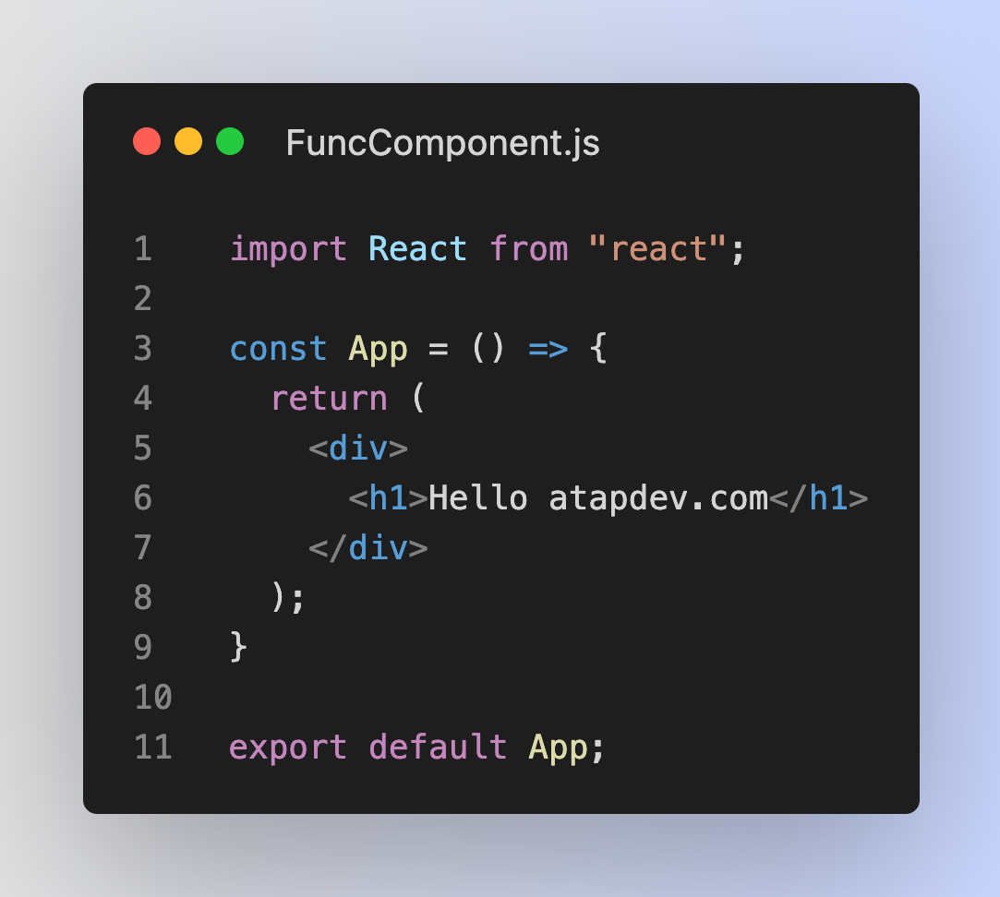 FuncComponent.js
1 import React from "react";
2
3 const App = () => {
4   return (
5     <div>
6       <h1>Hello atapdev.com</h1>
7     </div>
8   );
9 }
10
11 export default App;